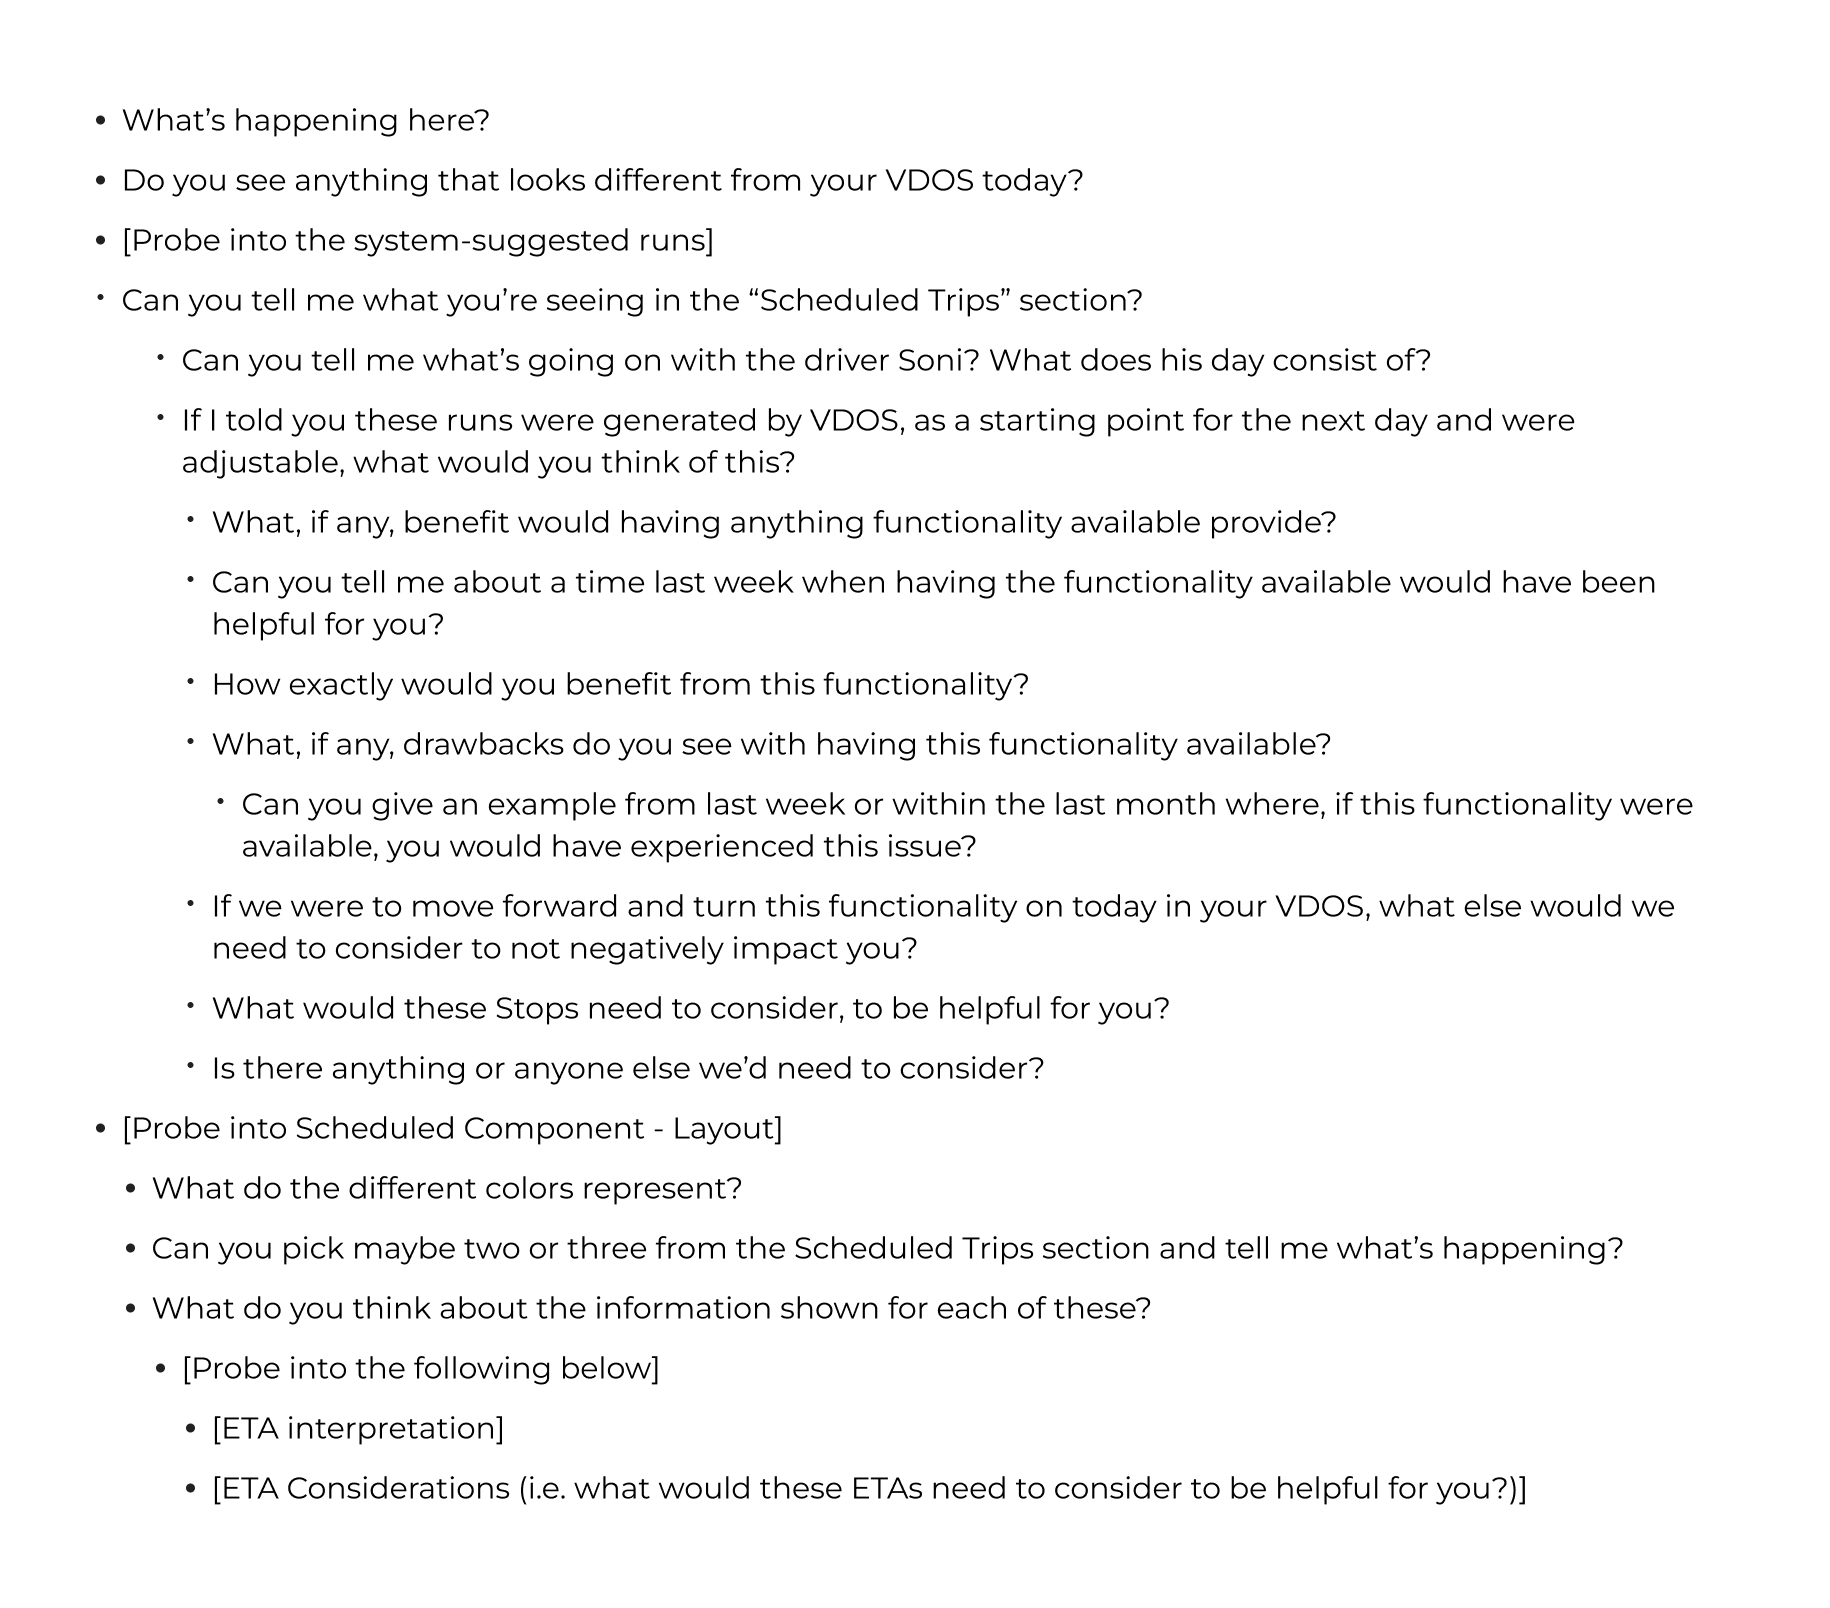 • What’s happening here?
• Do you see anything that looks different from your VDOS today?
• [Probe into the system-suggested runs]
• Can you tell me what you’re seeing in the “Scheduled Trips” section?
• Can you tell me what’s going on with the driver Soni? What does his day consist of?
• If I told you these runs were generated by VDOS, as a starting point for the next day and were
adjustable, what would you think of this?
• What, if any, benefit would having anything functionality available provide?
• Can you tell me about a time last week when having the functionality available would have been
helpful for you?
• How exactly would you benefit from this functionality?
• What, if any, drawbacks do you see with having this functionality available?
• Can you give an example from last week or within the last month where, if this functionality were
available, you would have experienced this issue?
• If we were to move forward and turn this functionality on today in your VDOS, what else would we
need to consider to not negatively impact you?
• What would these Stops need to consider, to be helpful for you?
• Is there anything or anyone else we’d need to consider?
• [Probe into Scheduled Component - Layout]
• What do the different colors represent?
• Can you pick maybe two or three from the Scheduled Trips section and tell me what’s happening?
• What do you think about the information shown for each of these?
• [Probe into the following below]
• [ETA interpretation]
• [ETA Considerations (i.e. what would these ETAs need to consider to be helpful for you?)]